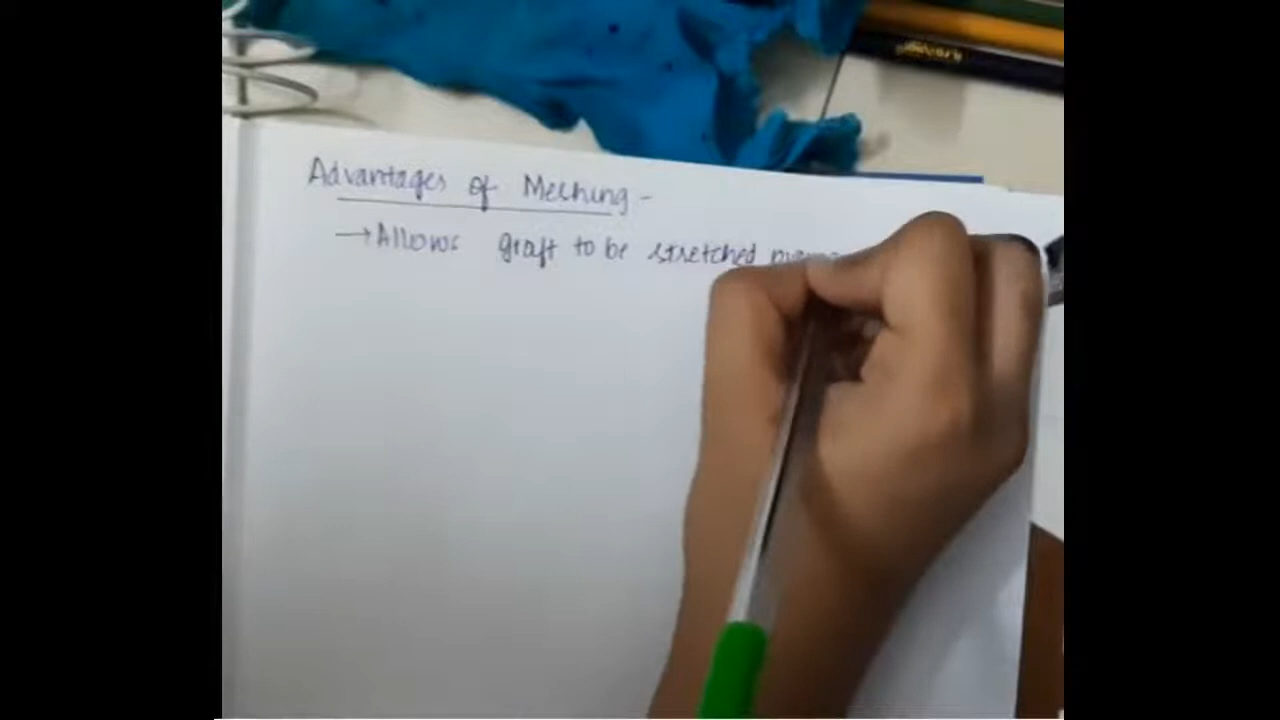 Advantages of Meshing -
→ Allows graft to be stretched